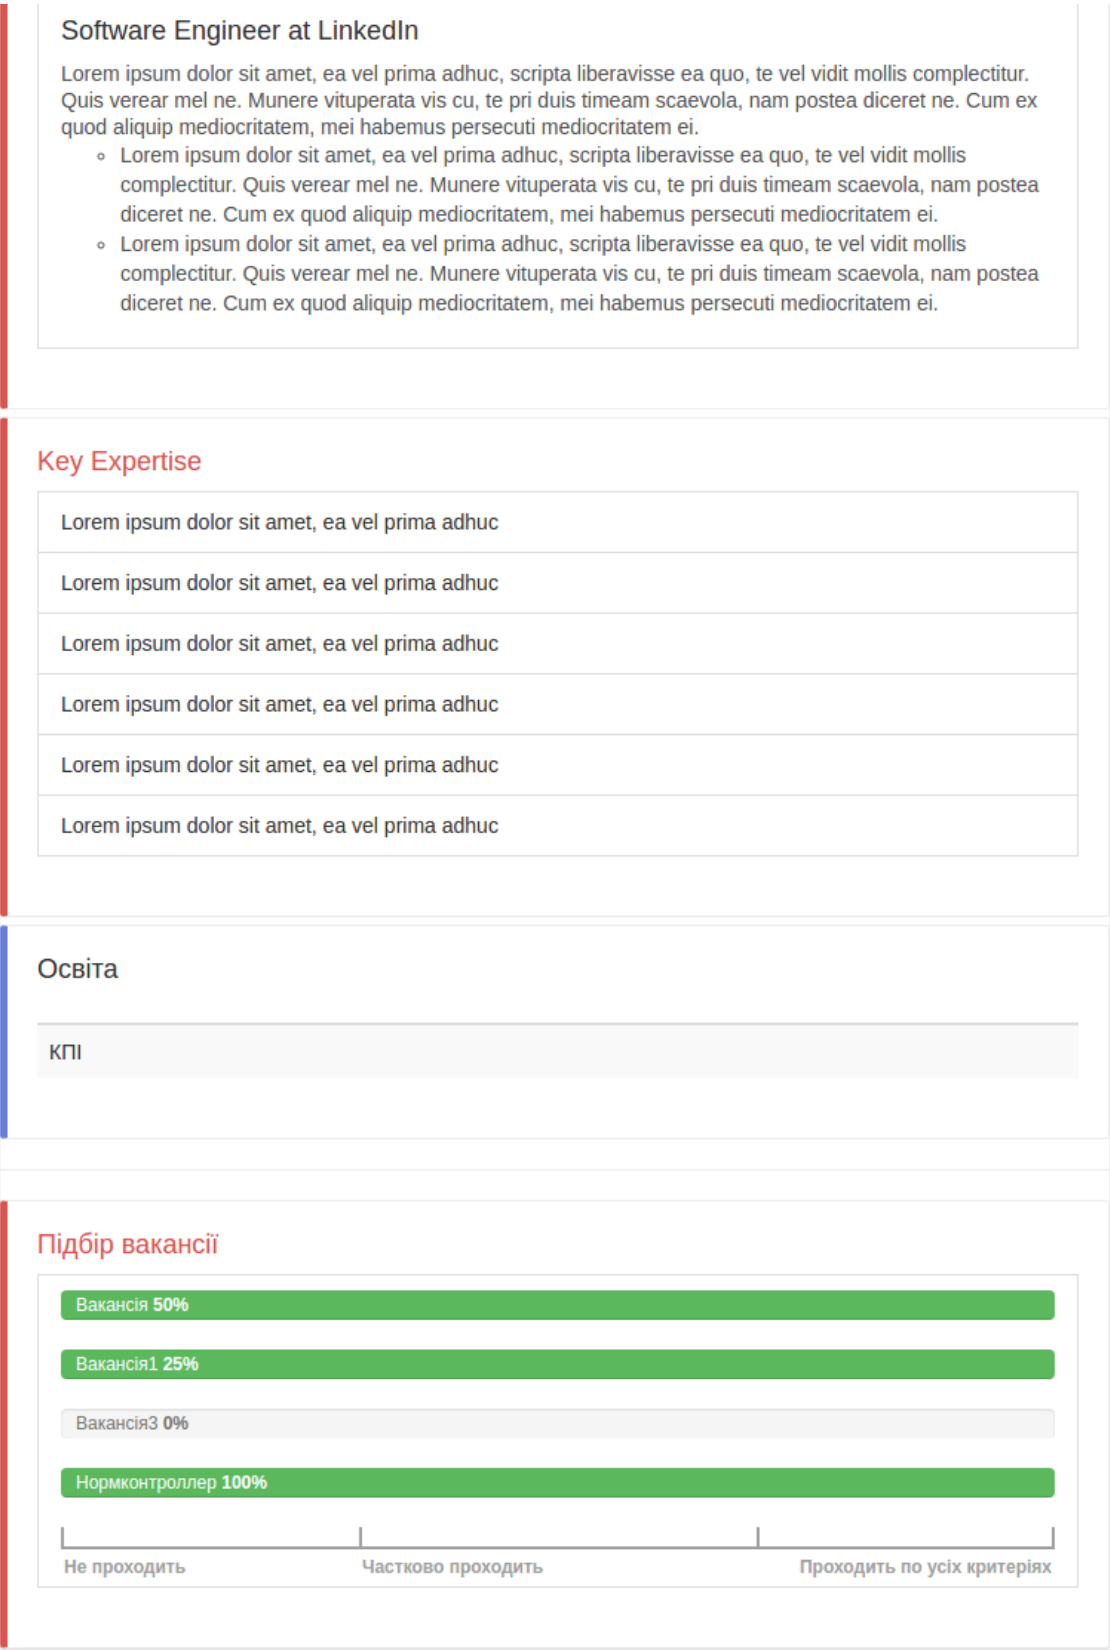 Software Engineer at LinkedIn
Lorem ipsum dolor sit amet, ea vel prima adhuc, scripta liberavisse ea quo, te vel vidit mollis complectitur.
Quis verear mel ne. Munere vituperata vis cu, te pri duis timeam scaevola, nam postea diceret ne. Cum ex
quod aliquip mediocritatem, mei habemus persecuti mediocritatem ei.
Lorem ipsum dolor sit amet, ea vel prima adhuc, scripta liberavisse ea quo, te vel vidit mollis
complectitur. Quis verear mel ne. Munere vituperata vis cu, te pri duis timeam scaevola, nam postea
diceret ne. Cum ex quod aliquip mediocritatem, mei habemus persecuti mediocritatem ei.
Lorem ipsum dolor sit amet, ea vel prima adhuc, scripta liberavisse ea quo, te vel vidit mollis
complectitur. Quis verear mel ne. Munere vituperata vis cu, te pri duis timeam scaevola, nam postea
diceret ne. Cum ex quod aliquip mediocritatem, mei habemus persecuti mediocritatem ei.
Key Expertise
Lorem ipsum dolor sit amet, ea vel prima adhuc
Lorem ipsum dolor sit amet, ea vel prima adhuc
Lorem ipsum dolor sit amet, ea vel prima adhuc
Lorem ipsum dolor sit amet, ea vel prima adhuc
Lorem ipsum dolor sit amet, ea vel prima adhuc
Lorem ipsum dolor sit amet, ea vel prima adhuc
Освіта
КПІ
Підбір вакансії
Вакансія 50%
Вакансія1 25%
Вакансія3 0%
Нормконтроллер 100%
Не проходить Частково проходить Проходить по усіх критеріях